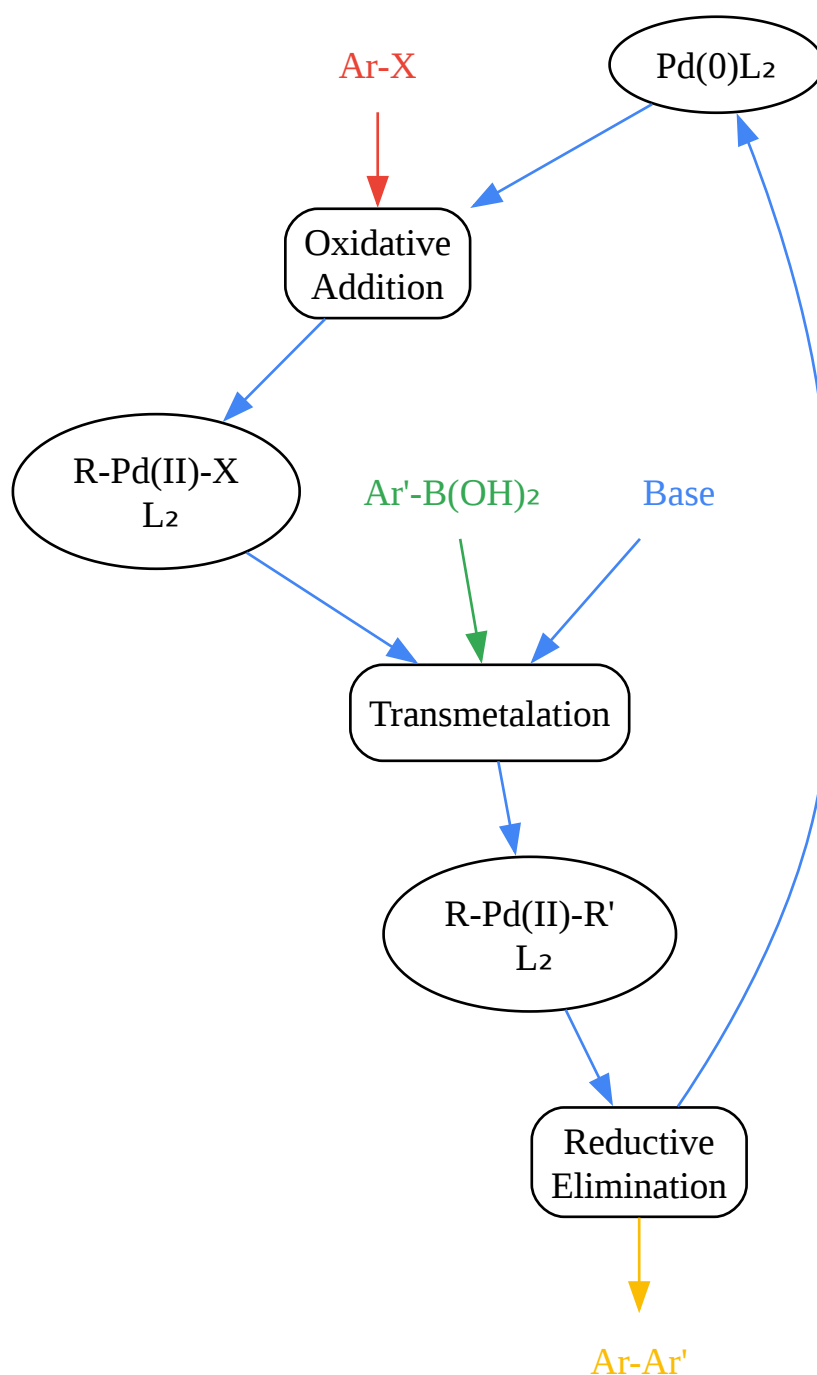 Ar-X
Pd(0)L₂
Oxidative
Addition
R-Pd(II)-X
L₂
Ar'-B(OH)₂
Base
Transmetalation
R-Pd(II)-R'
L₂
Reductive
Elimination
Ar-Ar'